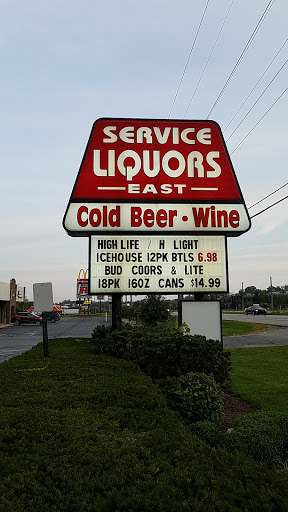 SERVICE
LIQUORS
EAST
Cold Beer • Wine
HIGH LIFE / H LIGHT
ICEHOUSE 12PK BTLS 6.98
BUD COORS & LITE
18PK 16OZ CANS $14.99